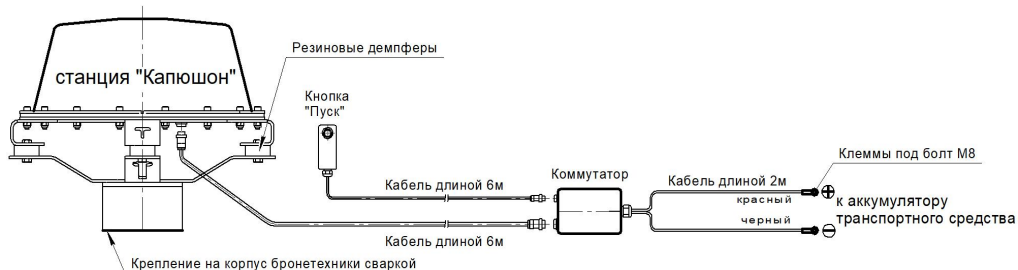 Резиновые демпферы
станция "Капюшон"
Кнопка
"Пуск"
Клеммы под болт М8
Коммутатор
Кабель длиной 6м
Кабель длиной 2м
красный
к аккумулятору
транспортного средства
черный
Кабель длиной 6м
Крепление на корпус бронетехники сваркой